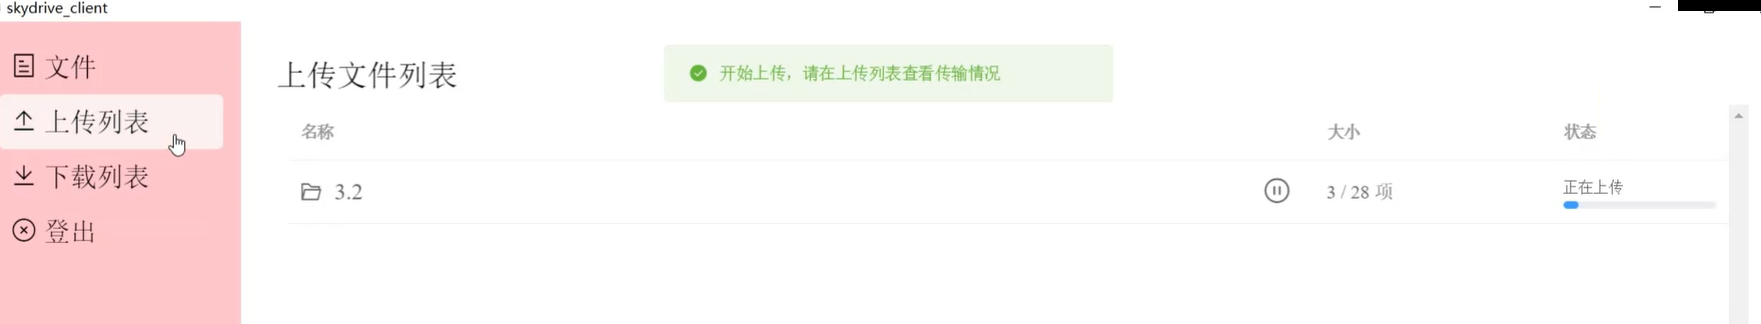 skydrive_client
文件
上传列表
下载列表
登出
上传文件列表
开始上传，请在上传列表查看传输情况
名称 大小 状态
3.2 3 / 28 项 正在上传